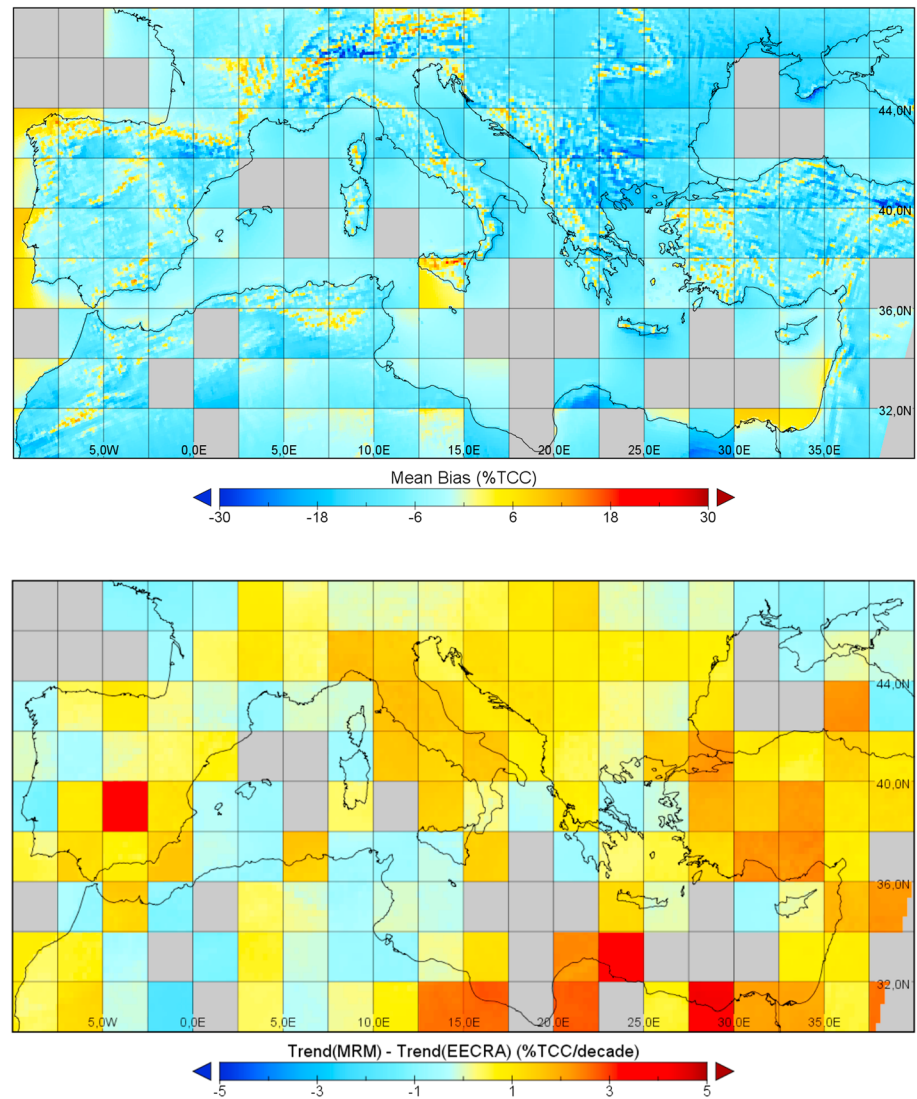 44,0N
40,0N
36,0N
32,0N
5,0W 0,0E 5,0E 10,0E 15,0E 20,0E 25,0E 30,0E 35,0E
Mean Bias (%TCC)
-30 -18 -6 6 18 30
44,0N
40,0N
36,0N
32,0N
5,0W 0,0E 5,0E 10,0E 15,0E 20,0E 25,0E 30,0E 35,0E
Trend(MRM) - Trend(EECRA) (%TCC/decade)
-5 -3 -1 1 3 5